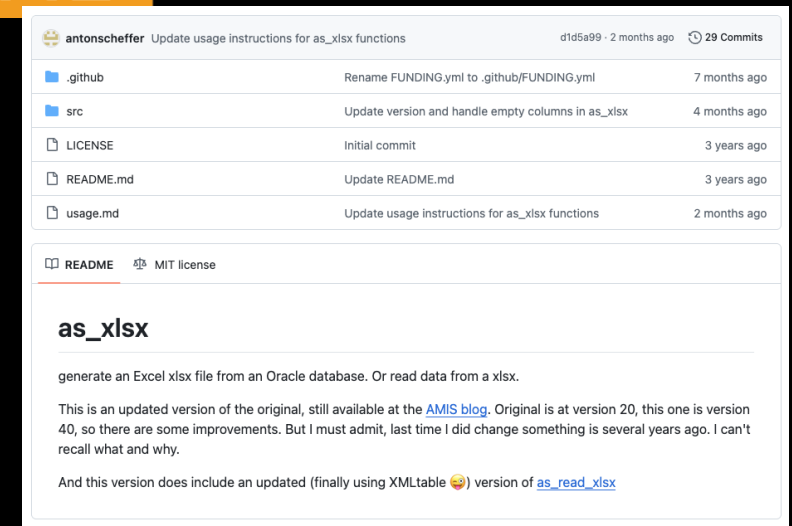 antonscheffer Update usage instructions for as_xlsx functions d1d5a99 · 2 months ago 29 Commits
.github Rename FUNDING.yml to .github/FUNDING.yml 7 months ago
src Update version and handle empty columns in as_xlsx 4 months ago
LICENSE Initial commit 3 years ago
README.md Update README.md 3 years ago
usage.md Update usage instructions for as_xlsx functions 2 months ago
README MIT license
as_xlsx
generate an Excel xlsx file from an Oracle database. Or read data from a xlsx.
This is an updated version of the original, still available at the AMIS blog. Original is at version 20, this one is version
40, so there are some improvements. But I must admit, last time I did change something is several years ago. I can't
recall what and why.
And this version does include an updated (finally using XMLtable 😜) version of as_read_xlsx